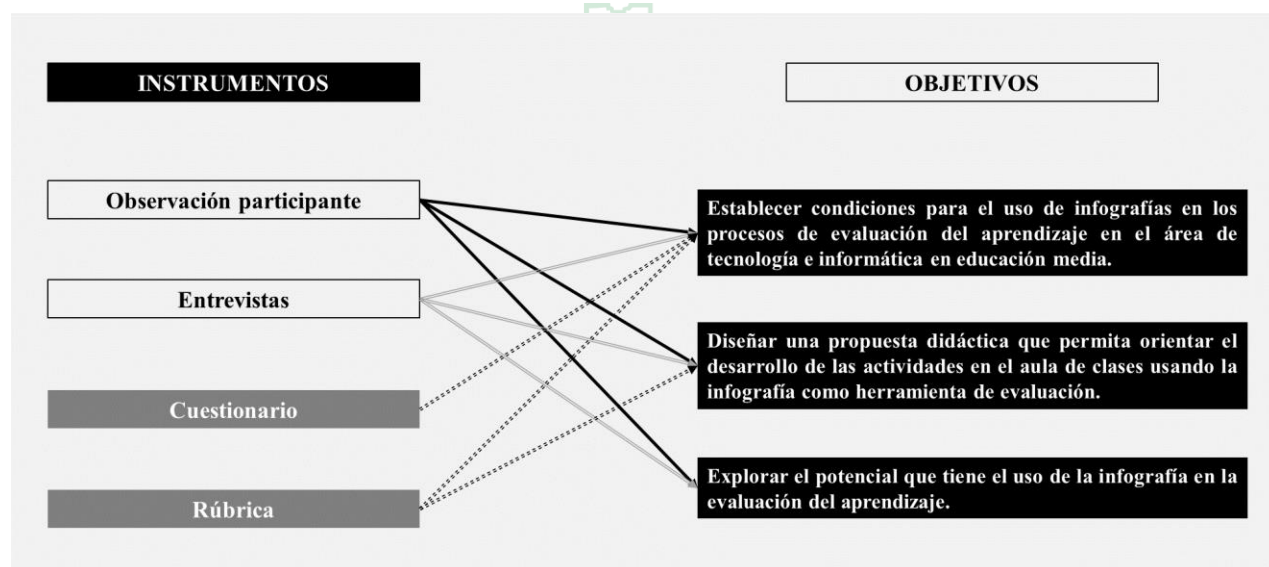 INSTRUMENTOS
OBJETIVOS
Observación participante
Entrevistas
Cuestionario
Rúbrica
Establecer condiciones para el uso de infografías en los
procesos de evaluación del aprendizaje en el área de
tecnología e informática en educación media.
Diseñar una propuesta didáctica que permita orientar el
desarrollo de las actividades en el aula de clases usando la
infografía como herramienta de evaluación.
Explorar el potencial que tiene el uso de la infografía en la
evaluación del aprendizaje.